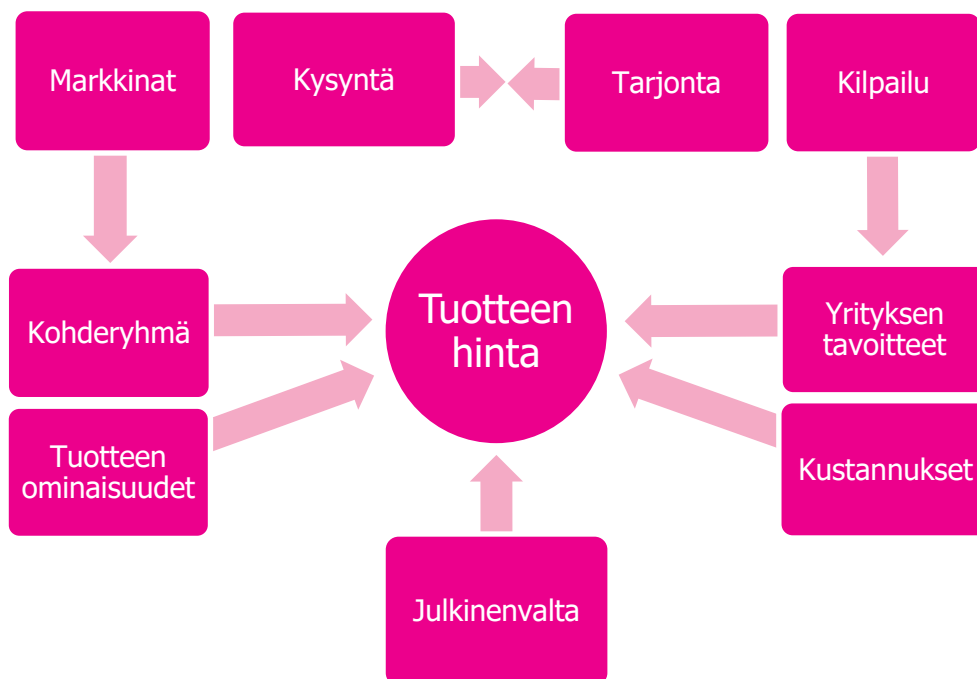 Markkinat
Kysyntä
Tarjonta
Kilpailu
Kohderyhmä
Tuotteen
hinta
Yrityksen
tavoitteet
Tuotteen
ominaisuudet
Kustannukset
Julkinenvalta